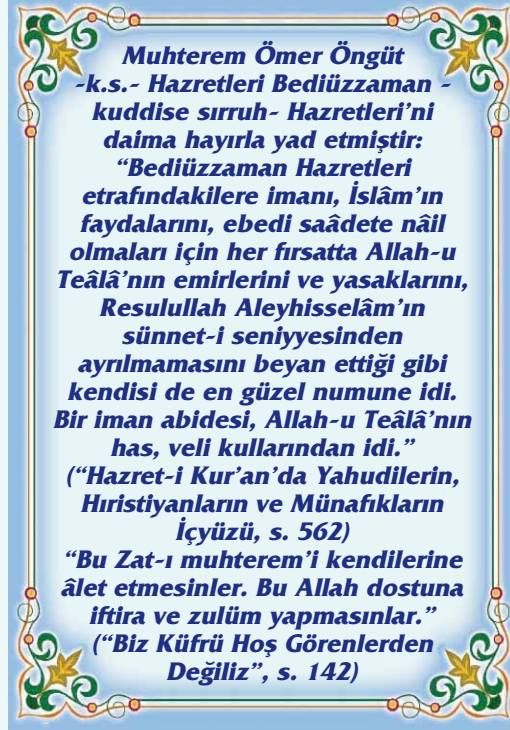 Muhterem Ömer Öngüt
-k.s.- Hazretleri Bediüzzaman -
kuddise sırruh- Hazretleri’ni
daima hayırla yad etmiştir:
“Bediüzzaman Hazretleri
etrafındakilere imanı, İslâm’ın
faydalarını, ebedi saâdete nâil
olmaları için her fırsatta Allah-u
Teâlâ’nın emirlerini ve yasaklarını,
Resulullah Aleyhisselâm’ın
sünnet-i seniyyesinden
ayrılmamasını beyan ettiği gibi
kendisi de en güzel numune idi.
Bir iman abidesi, Allah-u Teâlâ’nın
has, veli kullarından idi.”
(“Hazret-i Kur’an’da Yahudilerin,
Hıristiyanların ve Münafıkların
İçyüzü, s. 562)
“Bu Zat-ı muhterem’i kendilerine
âlet etmesinler. Bu Allah dostuna
iftira ve zulüm yapmasınlar.”
(“Biz Küfrü Hoş Görenlerden
Değiliz”, s. 142)